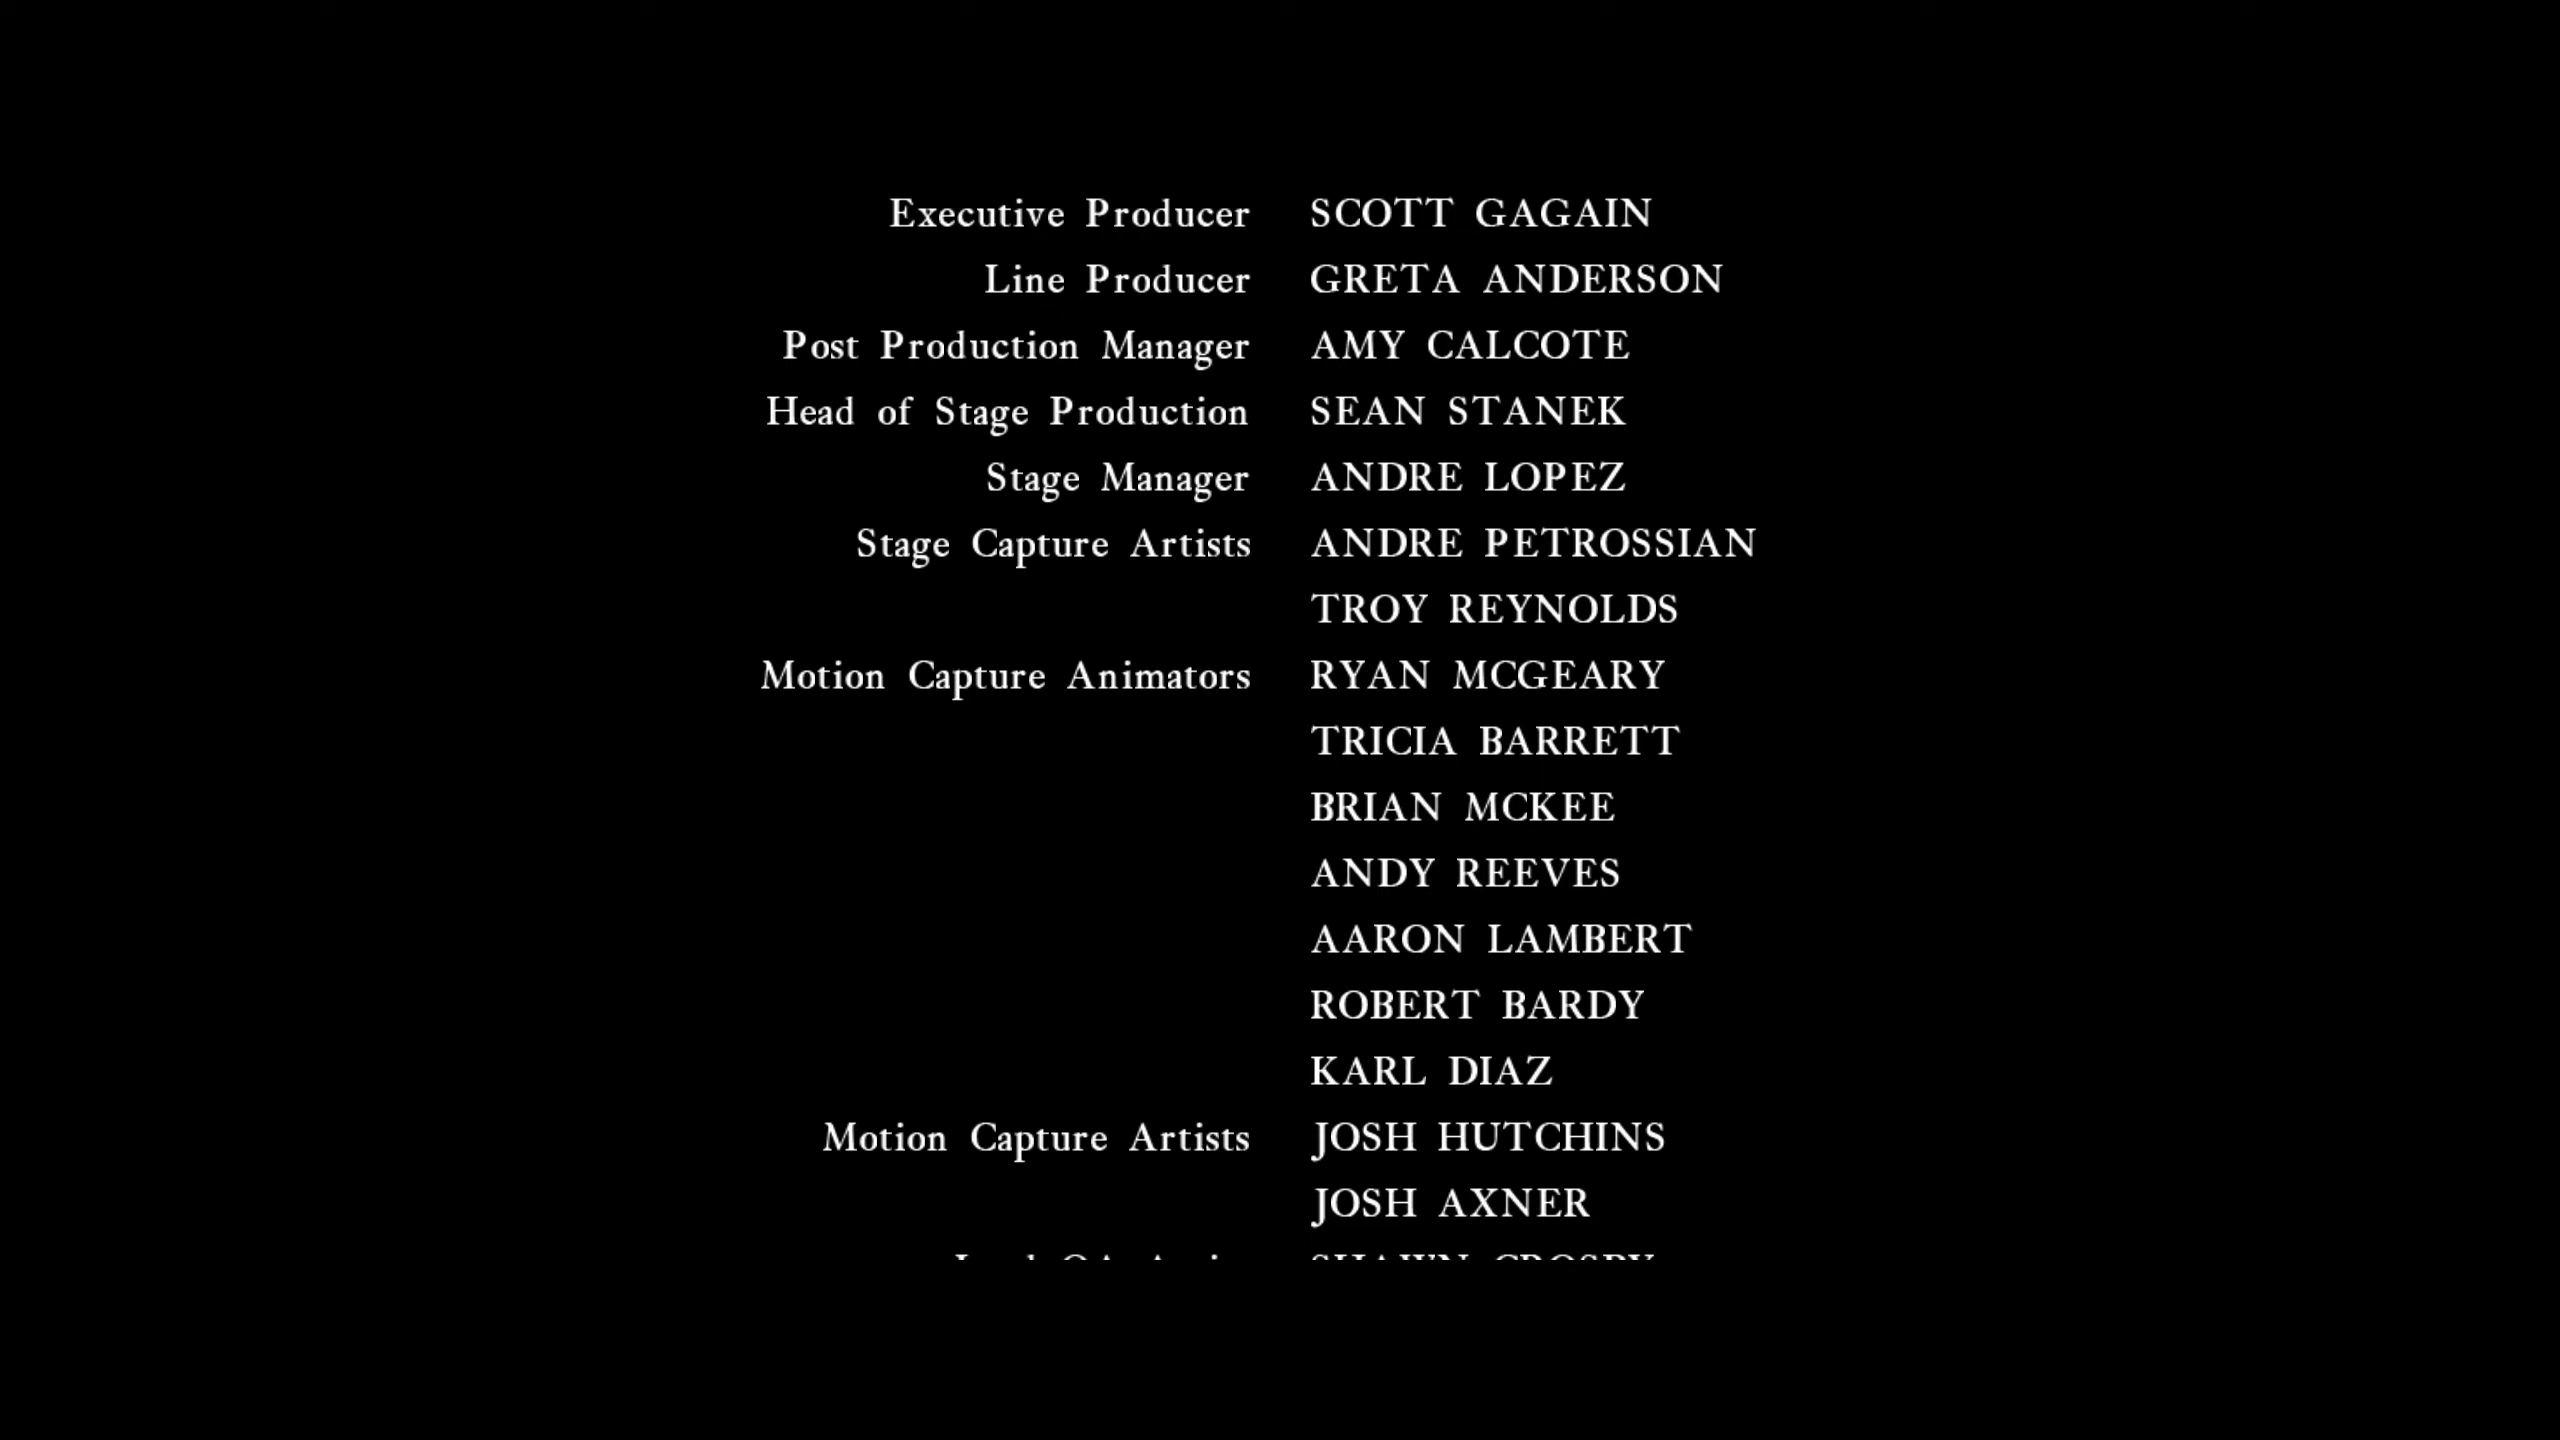 Executive Producer SCOTT GAGAIN
Line Producer GRETA ANDERSON
Post Production Manager AMY CALCOTE
Head of Stage Production SEAN STANEK
Stage Manager ANDRE LOPEZ
Stage Capture Artists ANDRE PETROSSIAN
TROY REYNOLDS
Motion Capture Animators RYAN MCGEARY
TRICIA BARRETT
BRIAN MCKEE
ANDY REEVES
AARON LAMBERT
ROBERT BARDY
KARL DIAZ
Motion Capture Artists JOSH HUTCHINS
JOSH AXNER